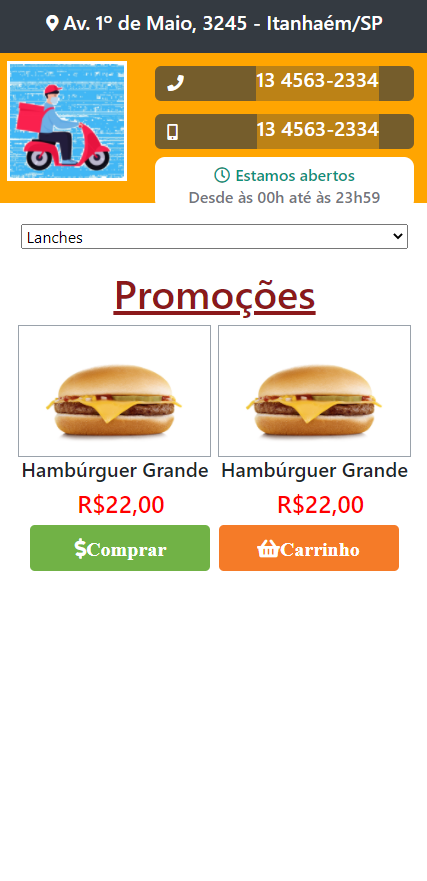 Av. 1º de Maio, 3245 - Itanhaém/SP
13 4563-2334
13 4563-2334
Estamos abertos
Desde às 00h até às 23h59
Lanches
Promoções
Hambúrguer Grande
Hambúrguer Grande
R$22,00
R$22,00
$Comprar
Carrinho